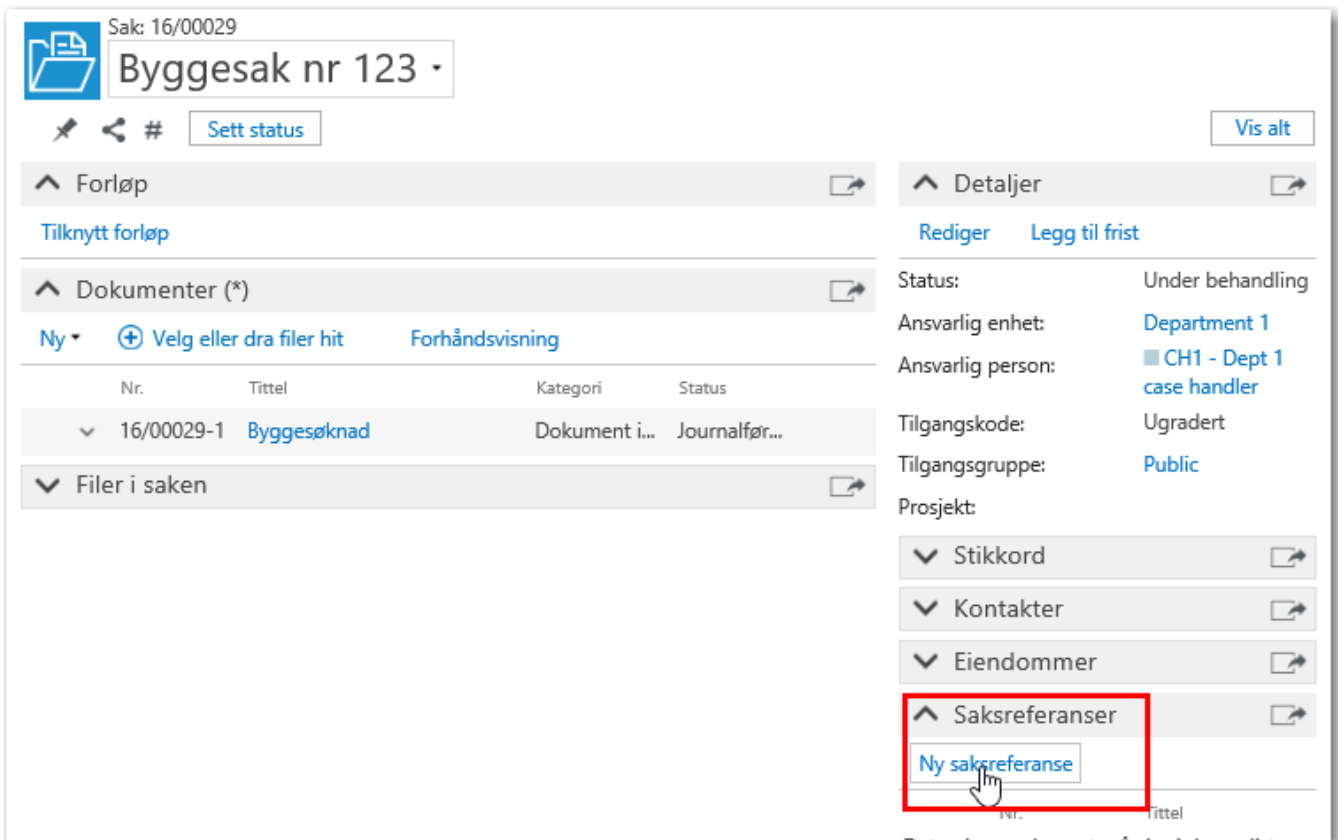 Sak: 16/00029
Byggesak nr 123
# Sett status
Vis alt
Forløp
Tilknytt forløp
Dokumenter (*)
Ny Velg eller dra filer hit Forhåndsvisning
Nr. Tittel Kategori Status
16/00029-1 Byggesøknad Dokument i... Journalfør...
Filer i saken
Detaljer
Rediger Legg til frist
Status: Under behandling
Ansvarlig enhet: Department 1
Ansvarlig person: CH1 - Dept 1
case handler
Tilgangskode: Ugradert
Tilgangsgruppe: Public
Prosjekt:
Stikkord
Kontakter
Eiendommer
Saksreferanser
Ny saksreferanse
Nr. Tittel